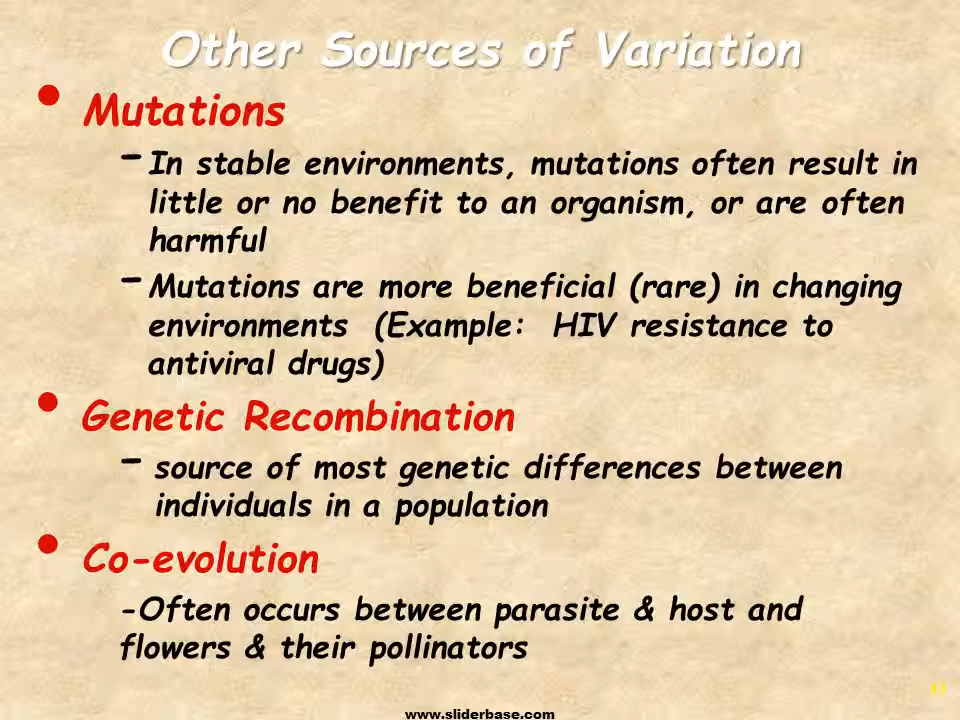 Other Sources of Variation
• Mutations
– In stable environments, mutations often result in
little or no benefit to an organism, or are often
harmful
– Mutations are more beneficial (rare) in changing
environments (Example: HIV resistance to
antiviral drugs)
• Genetic Recombination
– source of most genetic differences between
individuals in a population
• Co-evolution
-Often occurs between parasite & host and
flowers & their pollinators
www.sliderbase.com